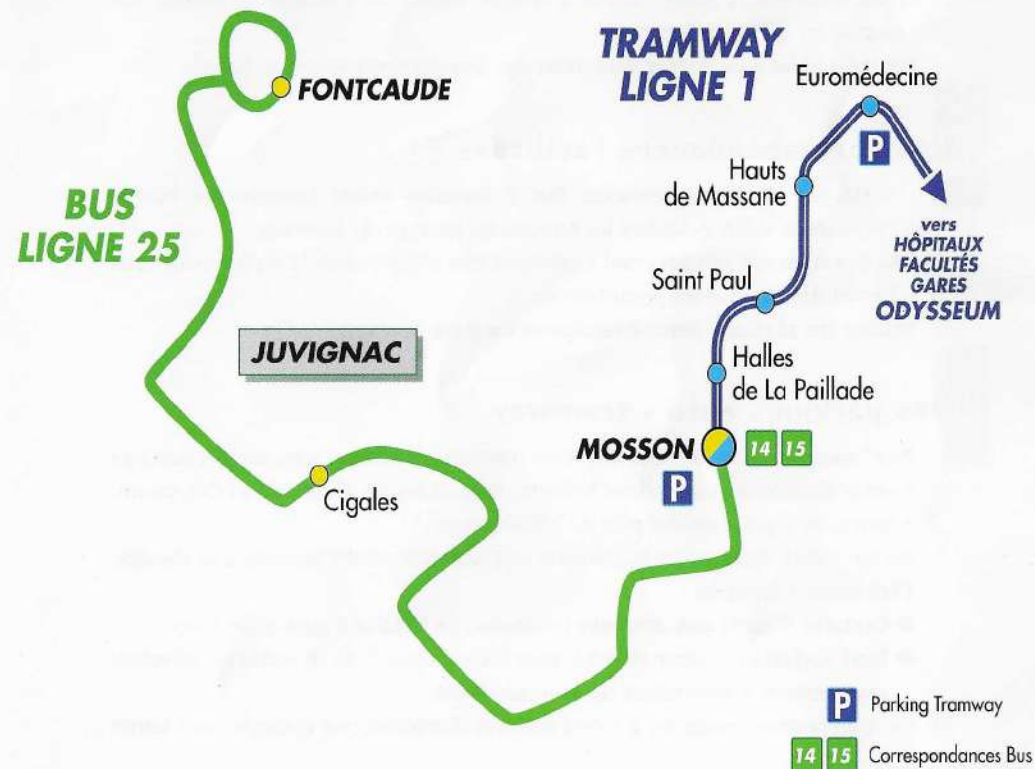 FONTCAUDE
BUS
LIGNE 25
JUVIGNAC
Cigales
TRAMWAY
LIGNE 1
Euromédecine
P
Hauts
de Massane
vers
HÔPITAUX
FACULTÉS
GARES
ODYSSEUM
Saint Paul
Halles
de La Paillade
MOSSON
14 15
P
P Parking Tramway
14 15 Correspondances Bus